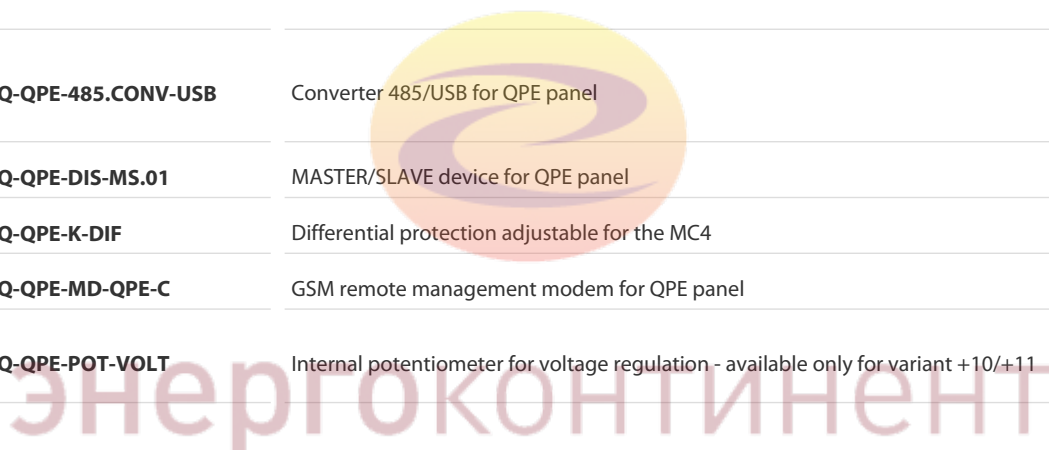 Q-QPE-485.CONV-USB Converter 485/USB for QPE panel
Q-QPE-DIS-MS.01 MASTER/SLAVE device for QPE panel
Q-QPE-K-DIF Differential protection adjustable for the MC4
Q-QPE-MD-QPE-C GSM remote management modem for QPE panel
Q-QPE-POT-VOLT Internal potentiometer for voltage regulation - available only for variant +10/+11
энергоконтинент